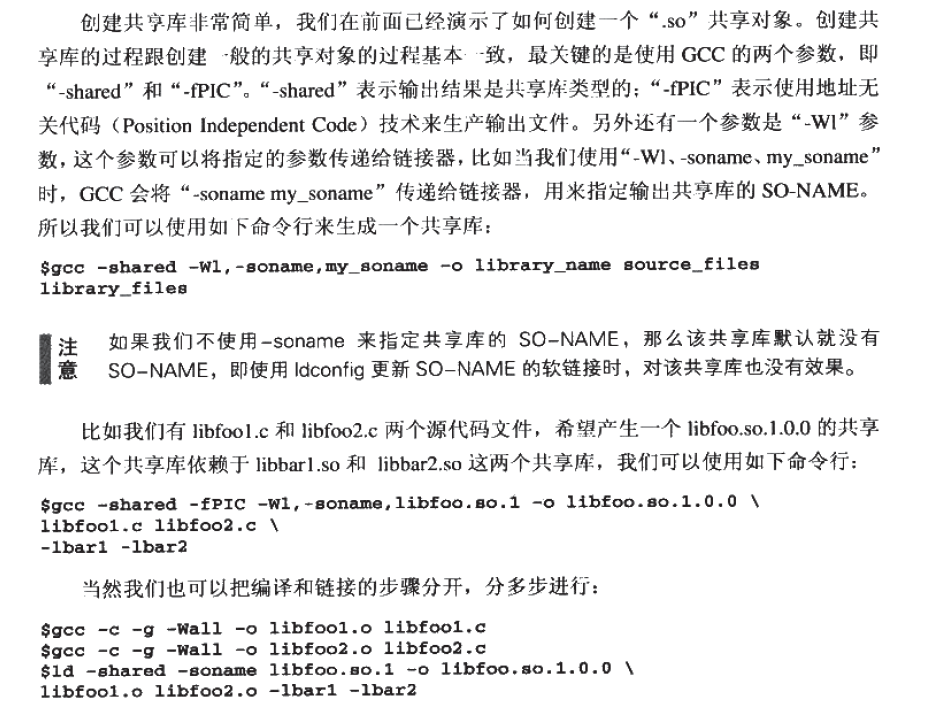 创建共享库非常简单，我们在前面已经演示了如何创建一个“.so”共享对象。创建共
享库的过程跟创建一般的共享对象的过程基本一致，最关键的是使用 GCC 的两个参数，即
“-shared”和“-fPIC”。“-shared”表示输出结果是共享库类型的；“-fPIC”表示使用地址无
关代码（Position Independent Code）技术来生产输出文件。另外还有一个参数是“-Wl”参
数，这个参数可以将指定的参数传递给链接器，比如当我们使用“-Wl、-soname、my_soname”
时，GCC 会将“-soname my_soname”传递给链接器，用来指定输出共享库的 SO-NAME。
所以我们可以使用如下命令行来生成一个共享库：
$gcc -shared -Wl,-soname,my_soname -o library_name source_files
library_files
注意
如果我们不使用-soname 来指定共享库的 SO-NAME，那么该共享库默认就没有
SO-NAME，即使用 ldconfig 更新 SO-NAME 的软链接时，对该共享库也没有效果。
比如我们有 libfoo1.c 和 libfoo2.c 两个源代码文件，希望产生一个 libfoo.so.1.0.0 的共享
库，这个共享库依赖于 libbar1.so 和 libbar2.so 这两个共享库，我们可以使用如下命令行：
$gcc -shared -fPIC -Wl,-soname,libfoo.so.1 -o libfoo.so.1.0.0 \
libfoo1.c libfoo2.c \
-lbar1 -lbar2
当然我们也可以把编译和链接的步骤分开，分多步进行：
$gcc -c -g -Wall -o libfoo1.o libfoo1.c
$gcc -c -g -Wall -o libfoo2.o libfoo2.c
$ld -shared -soname libfoo.so.1 -o libfoo.so.1.0.0 \
libfoo1.o libfoo2.o -lbar1 -lbar2